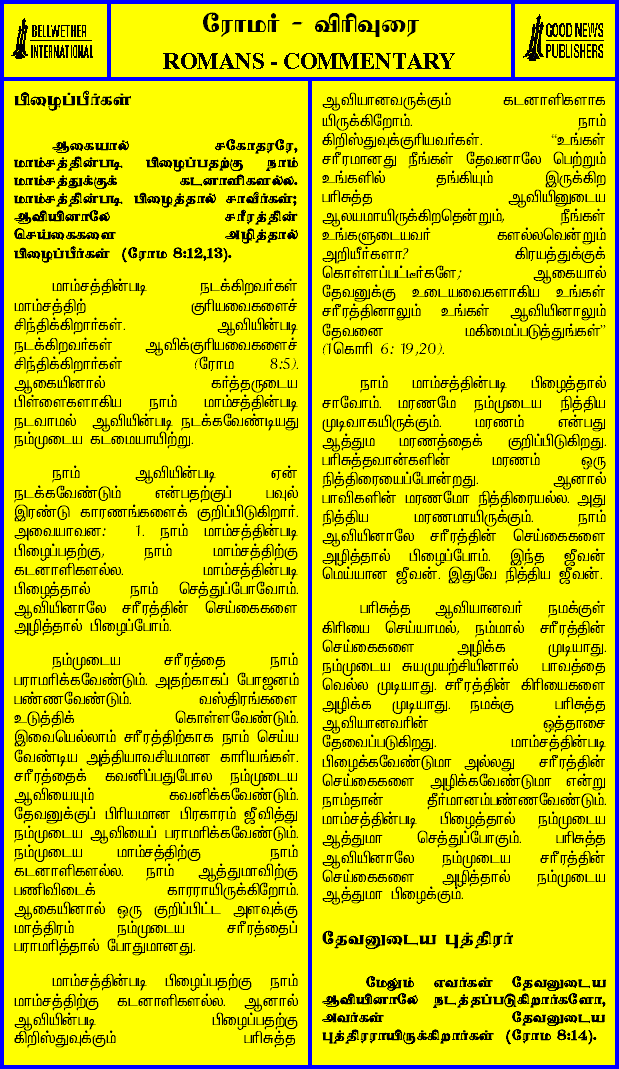 BELLWETHER
INTERNATIONAL
ரோமர் - விரிவுரை
ROMANS - COMMENTARY
GOOD NEWS
PUBLISHERS
பிழைப்பீர்கள்
ஆகையால் சகோதரரே,
மாம்சத்தின்படி பிழைப்பதற்கு நாம்
மாம்சத்துக்குக் கடனாளிகளல்ல.
மாம்சத்தின்படி பிழைத்தால் சாவீர்கள்;
ஆவியினாலே சரீரத்தின்
செய்கைகளை அழித்தால்
பிழைப்பீர்கள் (ரோம 8:12,13).
மாம்சத்தின்படி நடக்கிறவர்கள்
மாம்சத்திற் குரியவைகளைச்
சிந்திக்கிறார்கள். ஆவியின்படி
நடக்கிறவர்கள் ஆவிக்குரியவைகளைச்
சிந்திக்கிறார்கள் (ரோம 8:5).
ஆகையினால் கர்த்தருடைய
பிள்ளைகளாகிய நாம் மாம்சத்தின்படி
நடவாமல் ஆவியின்படி நடக்கவேண்டியது
நம்முடைய கடமையாயிற்று.
நாம் ஆவியின்படி ஏன்
நடக்கவேண்டும் என்பதற்குப் பவுல்
இரண்டு காரணங்களைக் குறிப்பிடுகிறார்.
அவையாவன: 1. நாம் மாம்சத்தின்படி
பிழைப்பதற்கு, நாம் மாம்சத்திற்கு
கடனாளிகளல்ல. மாம்சத்தின்படி
பிழைத்தால் நாம் செத்துப்போவோம்.
ஆவியினாலே சரீரத்தின் செய்கைகளை
அழித்தால் பிழைப்போம்.
நம்முடைய சரீரத்தை நாம்
பராமரிக்கவேண்டும். அதற்காகப் போஜனம்
பண்ணவேண்டும். வஸ்திரங்களை
உடுத்திக் கொள்ளவேண்டும்.
இவையெல்லாம் சரீரத்திற்காக நாம் செய்ய
வேண்டிய அத்தியாவசியமான காரியங்கள்.
சரீரத்தைக் கவனிப்பதுபோல நம்முடைய
ஆவியையும் கவனிக்கவேண்டும்.
தேவனுக்குப் பிரியமான பிரகாரம் ஜீவித்து
நம்முடைய ஆவியைப் பராமரிக்கவேண்டும்.
நம்முடைய மாம்சத்திற்கு நாம்
கடனாளிகளல்ல. நாம் ஆத்துமாவிற்கு
பணிவிடைக் காரராயிருக்கிறோம்.
ஆகையினால் ஒரு குறிப்பிட்ட அளவுக்கு
மாத்திரம் நம்முடைய சரீரத்தைப்
பராமரித்தால் போதுமானது.
மாம்சத்தின்படி பிழைப்பதற்கு நாம்
மாம்சத்திற்கு கடனாளிகளல்ல. ஆனால்
ஆவியின்படி பிழைப்பதற்கு
கிறிஸ்துவுக்கும் பரிசுத்த
ஆவியானவருக்கும் கடனாளிகளாக
யிருக்கிறோம். நாம்
கிறிஸ்துவுக்குரியவர்கள். “உங்கள்
சரீரமானது நீங்கள் தேவனாலே பெற்றும்
உங்களில் தங்கியும் இருக்கிற
பரிசுத்த ஆவியினுடைய
ஆலயமாயிருக்கிறதென்றும், நீங்கள்
உங்களுடையவர் களல்லவென்றும்
அறியீர்களா? கிரயத்துக்குக்
கொள்ளப்பட்டீர்களே; ஆகையால்
தேவனுக்கு உடையவைகளாகிய உங்கள்
சரீரத்தினாலும் உங்கள் ஆவியினாலும்
தேவனை மகிமைப்படுத்துங்கள்”
(1கொரி 6: 19,20).
நாம் மாம்சத்தின்படி பிழைத்தால்
சாவோம். மரணமே நம்முடைய நித்திய
முடிவாகயிருக்கும். மரணம் என்பது
ஆத்தும மரணத்தைக் குறிப்பிடுகிறது.
பரிசுத்தவான்களின் மரணம் ஒரு
நித்திரையைப்போன்றது. ஆனால்
பாவிகளின் மரணமோ நித்திரையல்ல. அது
நித்திய மரணமாயிருக்கும். நாம்
ஆவியினாலே சரீரத்தின் செய்கைகளை
அழித்தால் பிழைப்போம். இந்த ஜீவன்
மெய்யான ஜீவன். இதுவே நித்திய ஜீவன்.
பரிசுத்த ஆவியானவர் நமக்குள்
கிரியை செய்யாமல், நம்மால் சரீரத்தின்
செய்கைகளை அழிக்க முடியாது.
நம்முடைய சுயமுயற்சியினால் பாவத்தை
வெல்ல முடியாது. சரீரத்தின் கிரியைகளை
அழிக்க முடியாது. நமக்கு பரிசுத்த
ஆவியானவரின் ஒத்தாசை
தேவைப்படுகிறது. மாம்சத்தின்படி
பிழைக்கவேண்டுமா அல்லது சரீரத்தின்
செய்கைகளை அழிக்கவேண்டுமா என்று
நாம்தான் தீர்மானம்பண்ணவேண்டும்.
மாம்சத்தின்படி பிழைத்தால் நம்முடைய
ஆத்துமா செத்துப்போகும். பரிசுத்த
ஆவியினாலே நம்முடைய சரீரத்தின்
செய்கைகளை அழித்தால் நம்முடைய
ஆத்துமா பிழைக்கும்.
தேவனுடைய புத்திரர்
மேலும் எவர்கள் தேவனுடைய
ஆவியினாலே நடத்தப்படுகிறார்களோ,
அவர்கள் தேவனுடைய
புத்திரராயிருக்கிறார்கள் (ரோம 8:14).